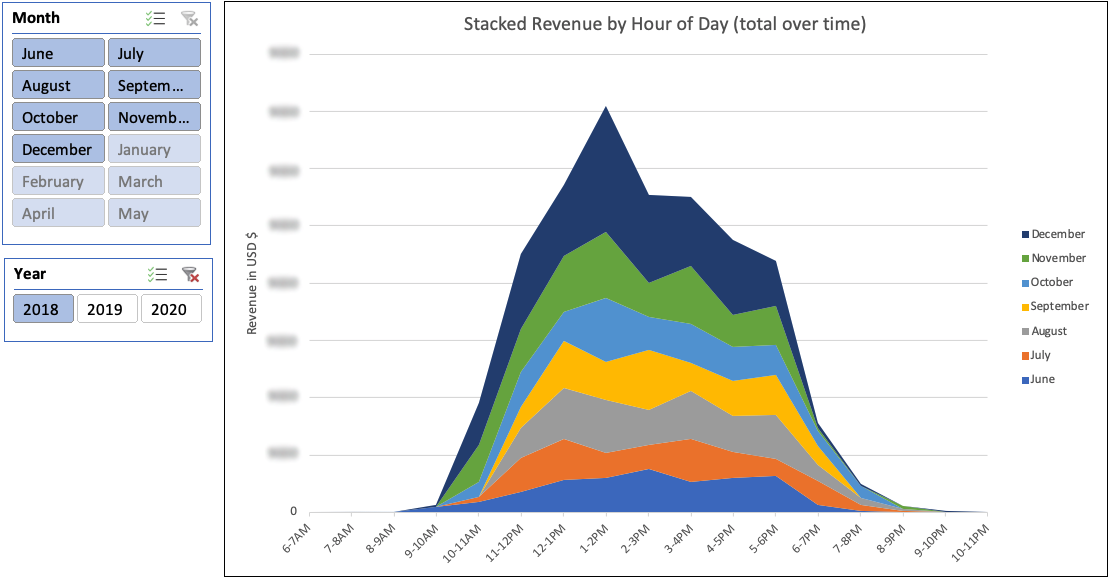 Month
June
July
August
Septem...
October
Novemb...
December
January
February
March
April
May
Year
2018
2019
2020
Stacked Revenue by Hour of Day (total over time)
Revenue in USD $
0
6-7AM
7-8AM
8-9AM
9-10AM
10-11AM
11-12PM
12-1PM
1-2PM
2-3PM
3-4PM
4-5PM
5-6PM
6-7PM
7-8PM
8-9PM
9-10PM
10-11PM
December
November
October
September
August
July
June